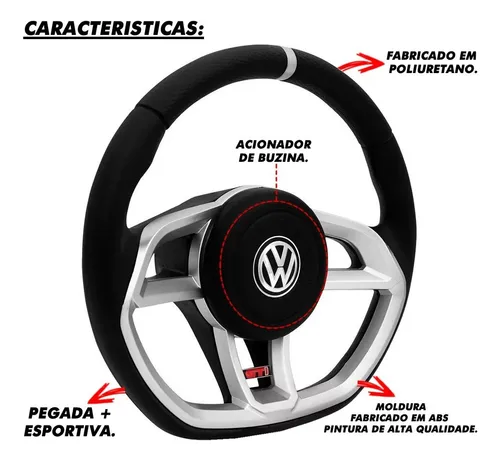 CARACTERISTICAS:
FABRICADO EM
POLIURETANO.
ACIONADOR
DE BUZINA.
PEGADA +
ESPORTIVA.
MOLDURA
FABRICADO EM ABS
PINTURA DE ALTA QUALIDADE.